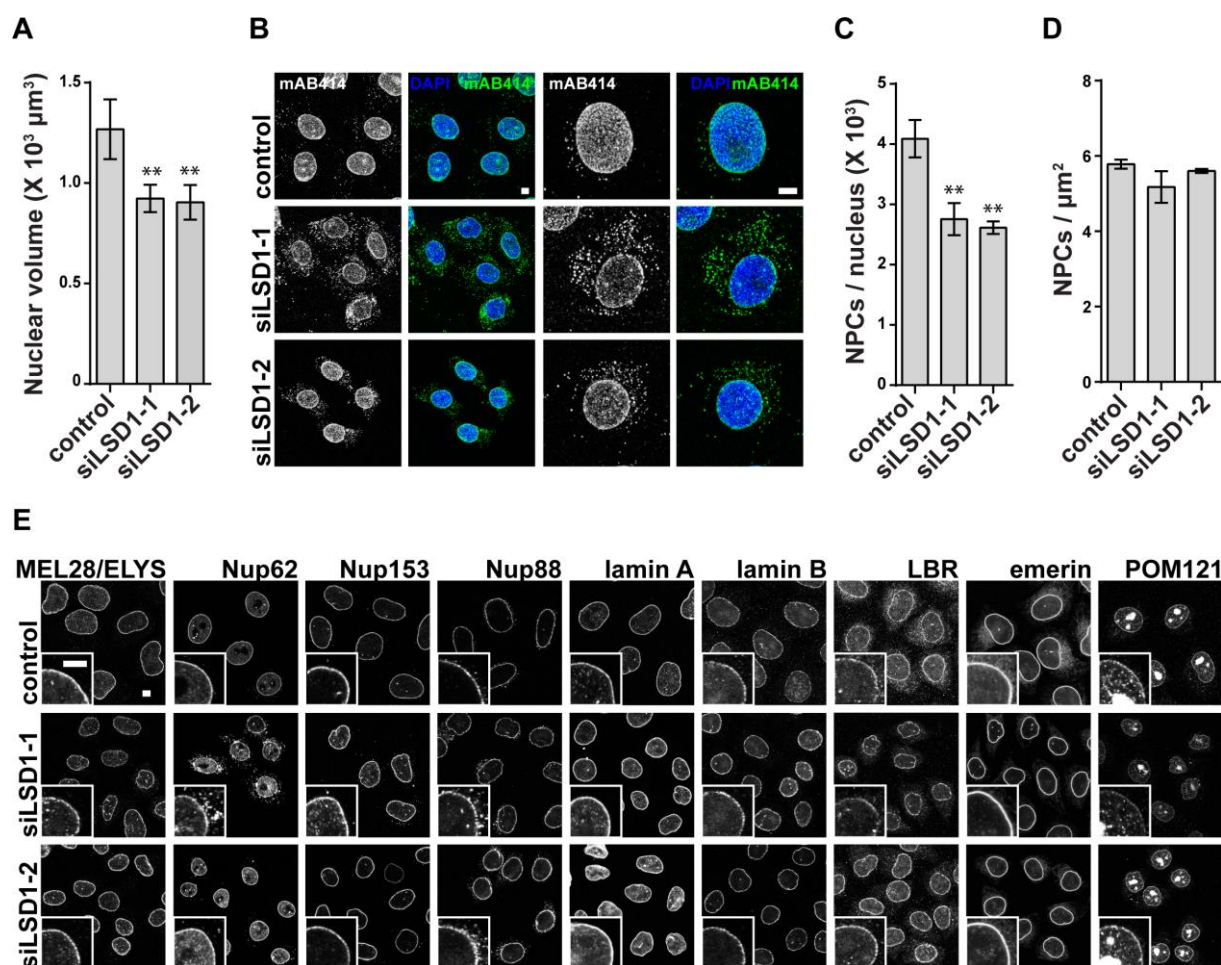 A
Nuclear volume (X 10³ µm³)
1.5
1.0
0.5
0
**
**
control
siLSD1-1
siLSD1-2
B
mAB414
DAPI mAB414
mAB414
DAPI mAB414
control
siLSD1-1
siLSD1-2
C
NPCs / nucleus (X 10³)
5
4
3
2
1
0
**
**
control
siLSD1-1
siLSD1-2
D
NPCs / µm²
8
6
4
2
0
control
siLSD1-1
siLSD1-2
E
MEL28/ELYS Nup62 Nup153 Nup88 lamin A lamin B LBR emerin POM121
control
siLSD1-1
siLSD1-2